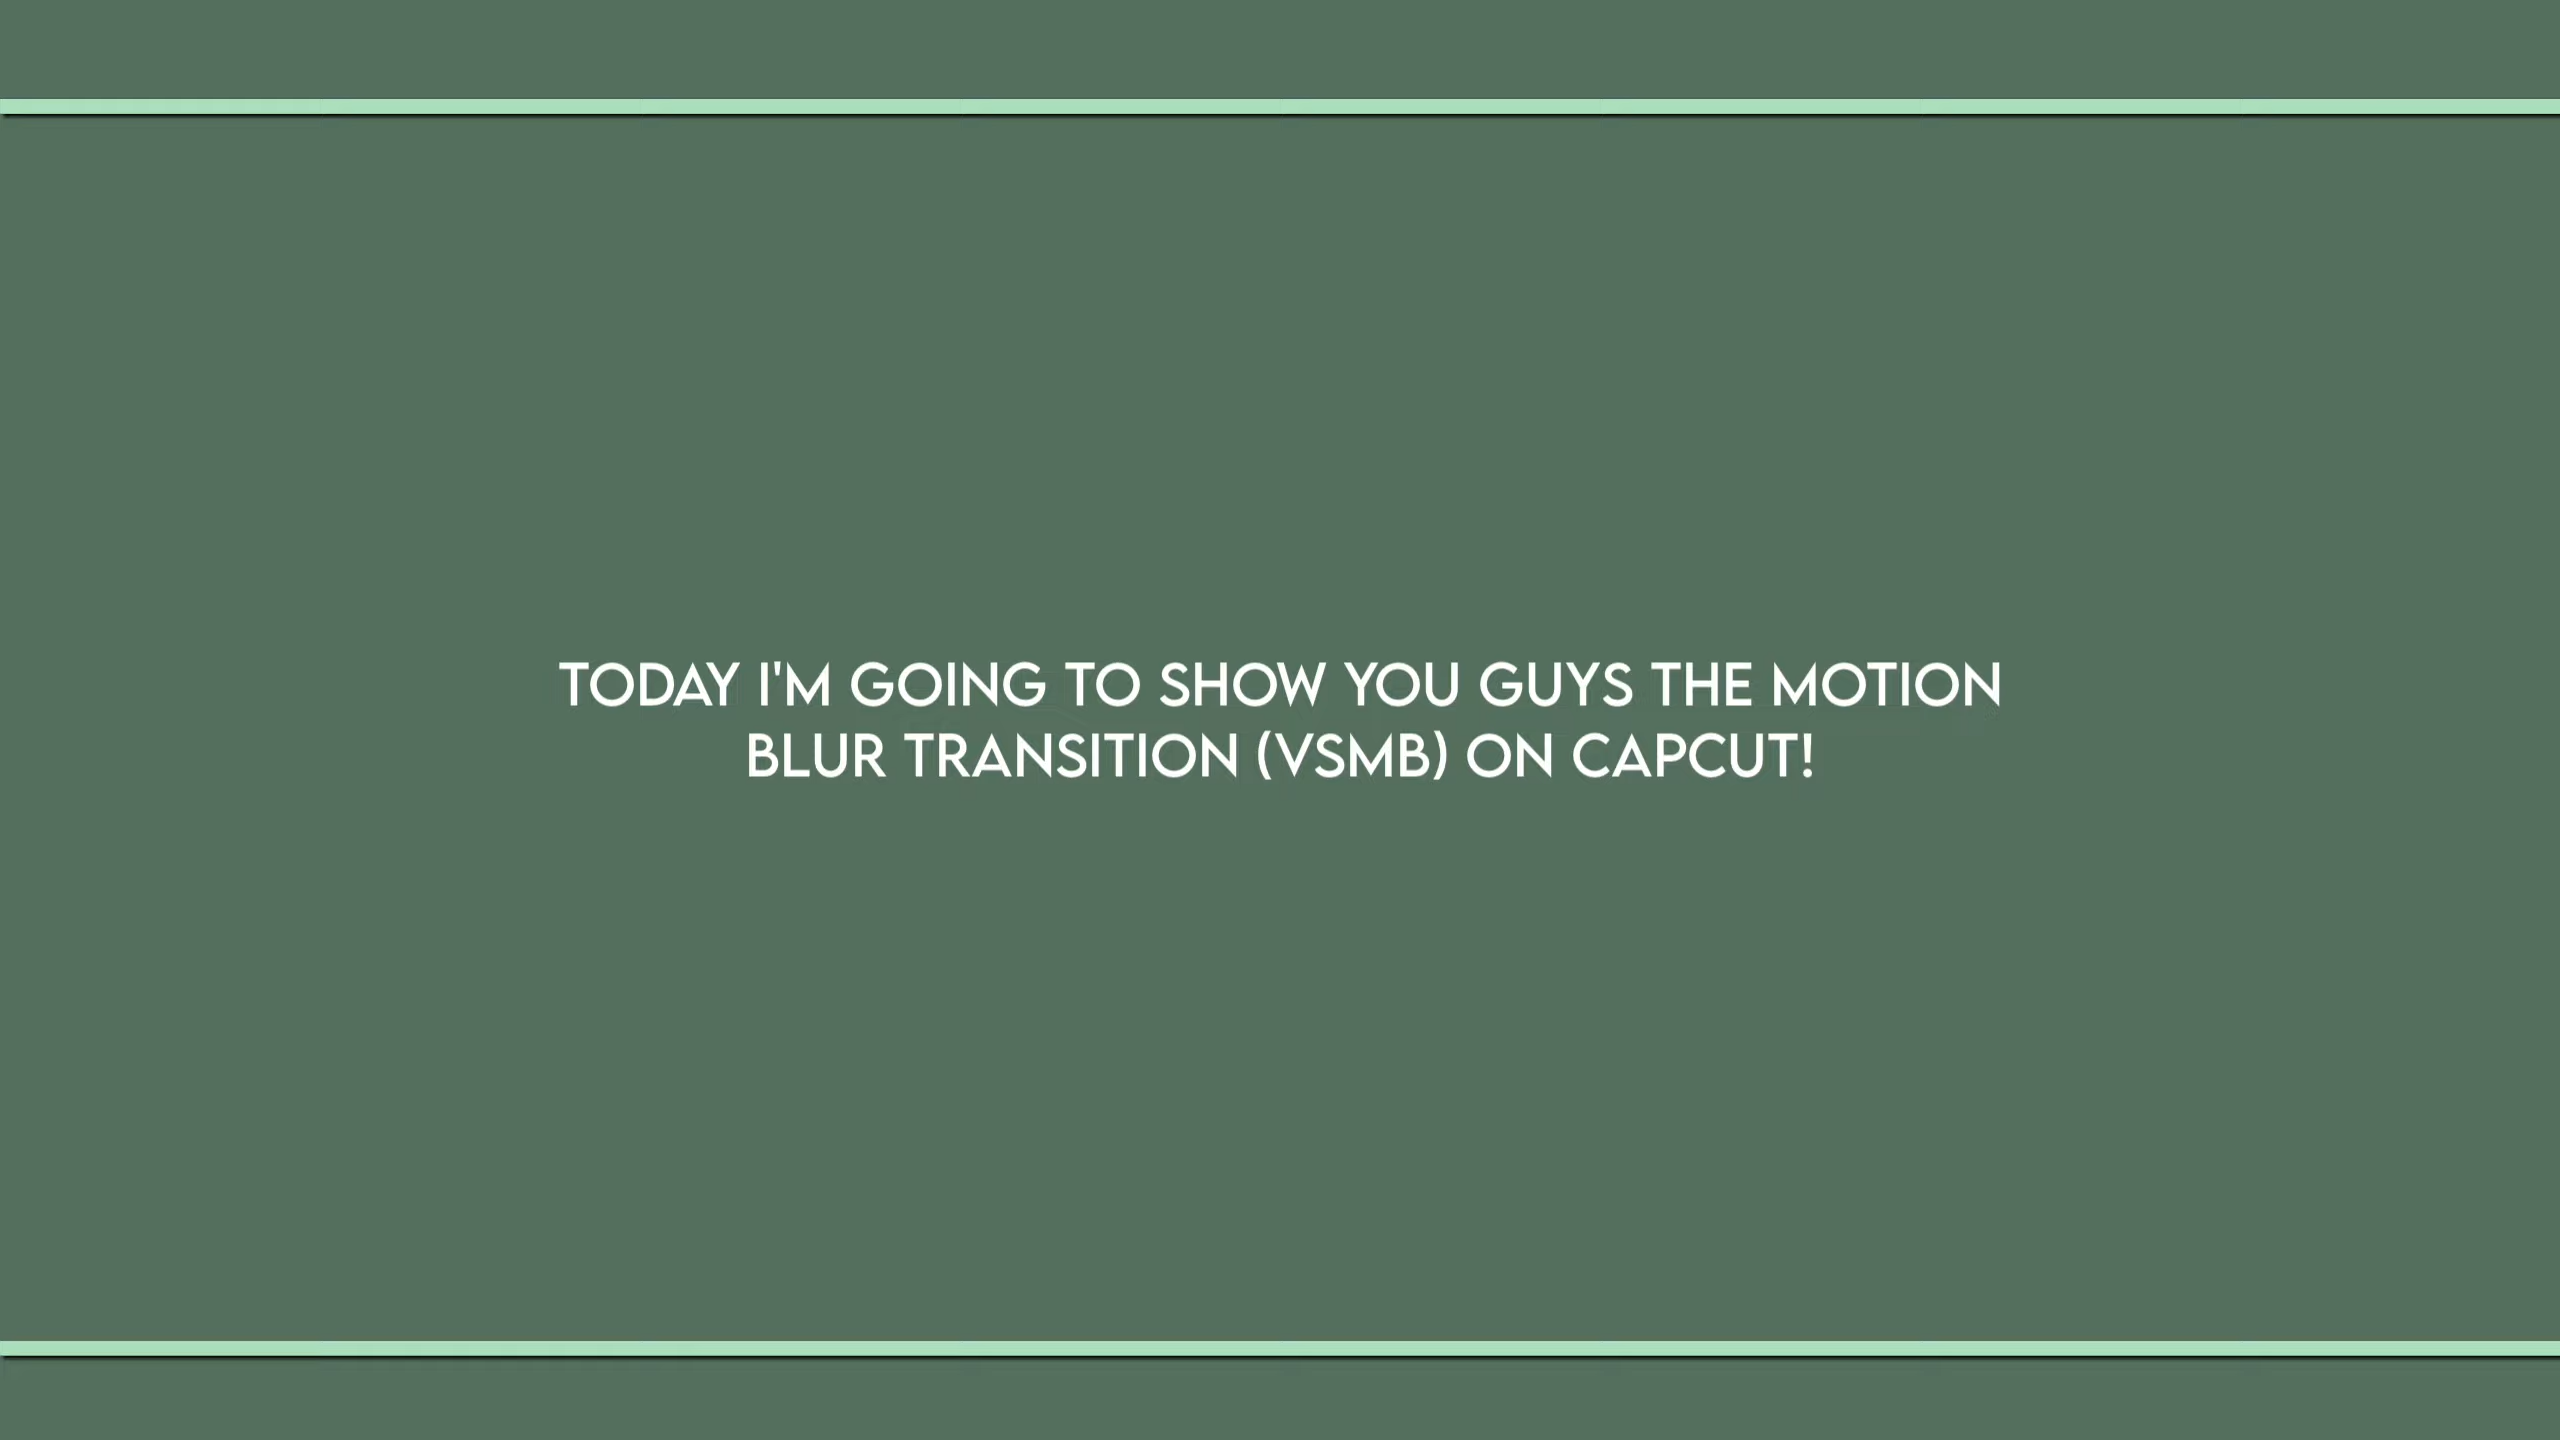 TODAY I'M GOING TO SHOW YOU GUYS THE MOTION
BLUR TRANSITION (VSMB) ON CAPCUT!